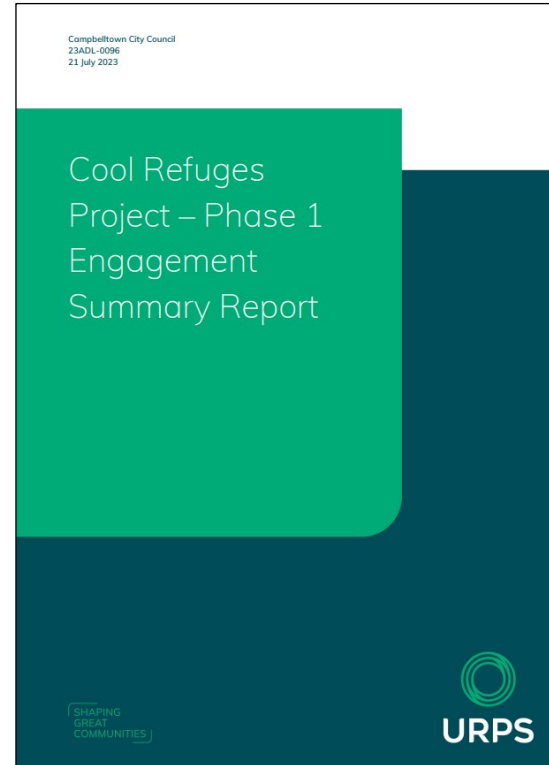 Campbelltown City Council
23ADL-0096
21 July 2023
Cool Refuges
Project – Phase 1
Engagement
Summary Report
SHAPING
GREAT
COMMUNITIES
URPS